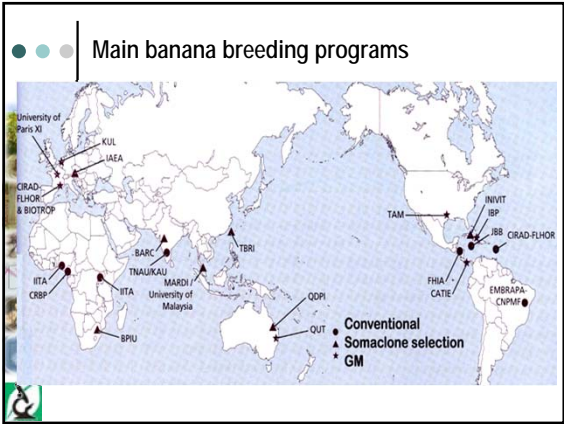 Main banana breeding programs
University of
Paris XI
KUL
IAEA
CIRAD-
FLHOR
& BIOTROP
BARC
TNAU/KAU
MARDI /
University of
Malaysia
TBRI
IITA
CRBP
IITA
BPIU
QDPI
QUT
TAM
INIVIT
IBP
JBB
CIRAD-FLHOR
FHIA
CATIE
EMBRAPA-
CNPMF
Conventional
Somaclone selection
GM